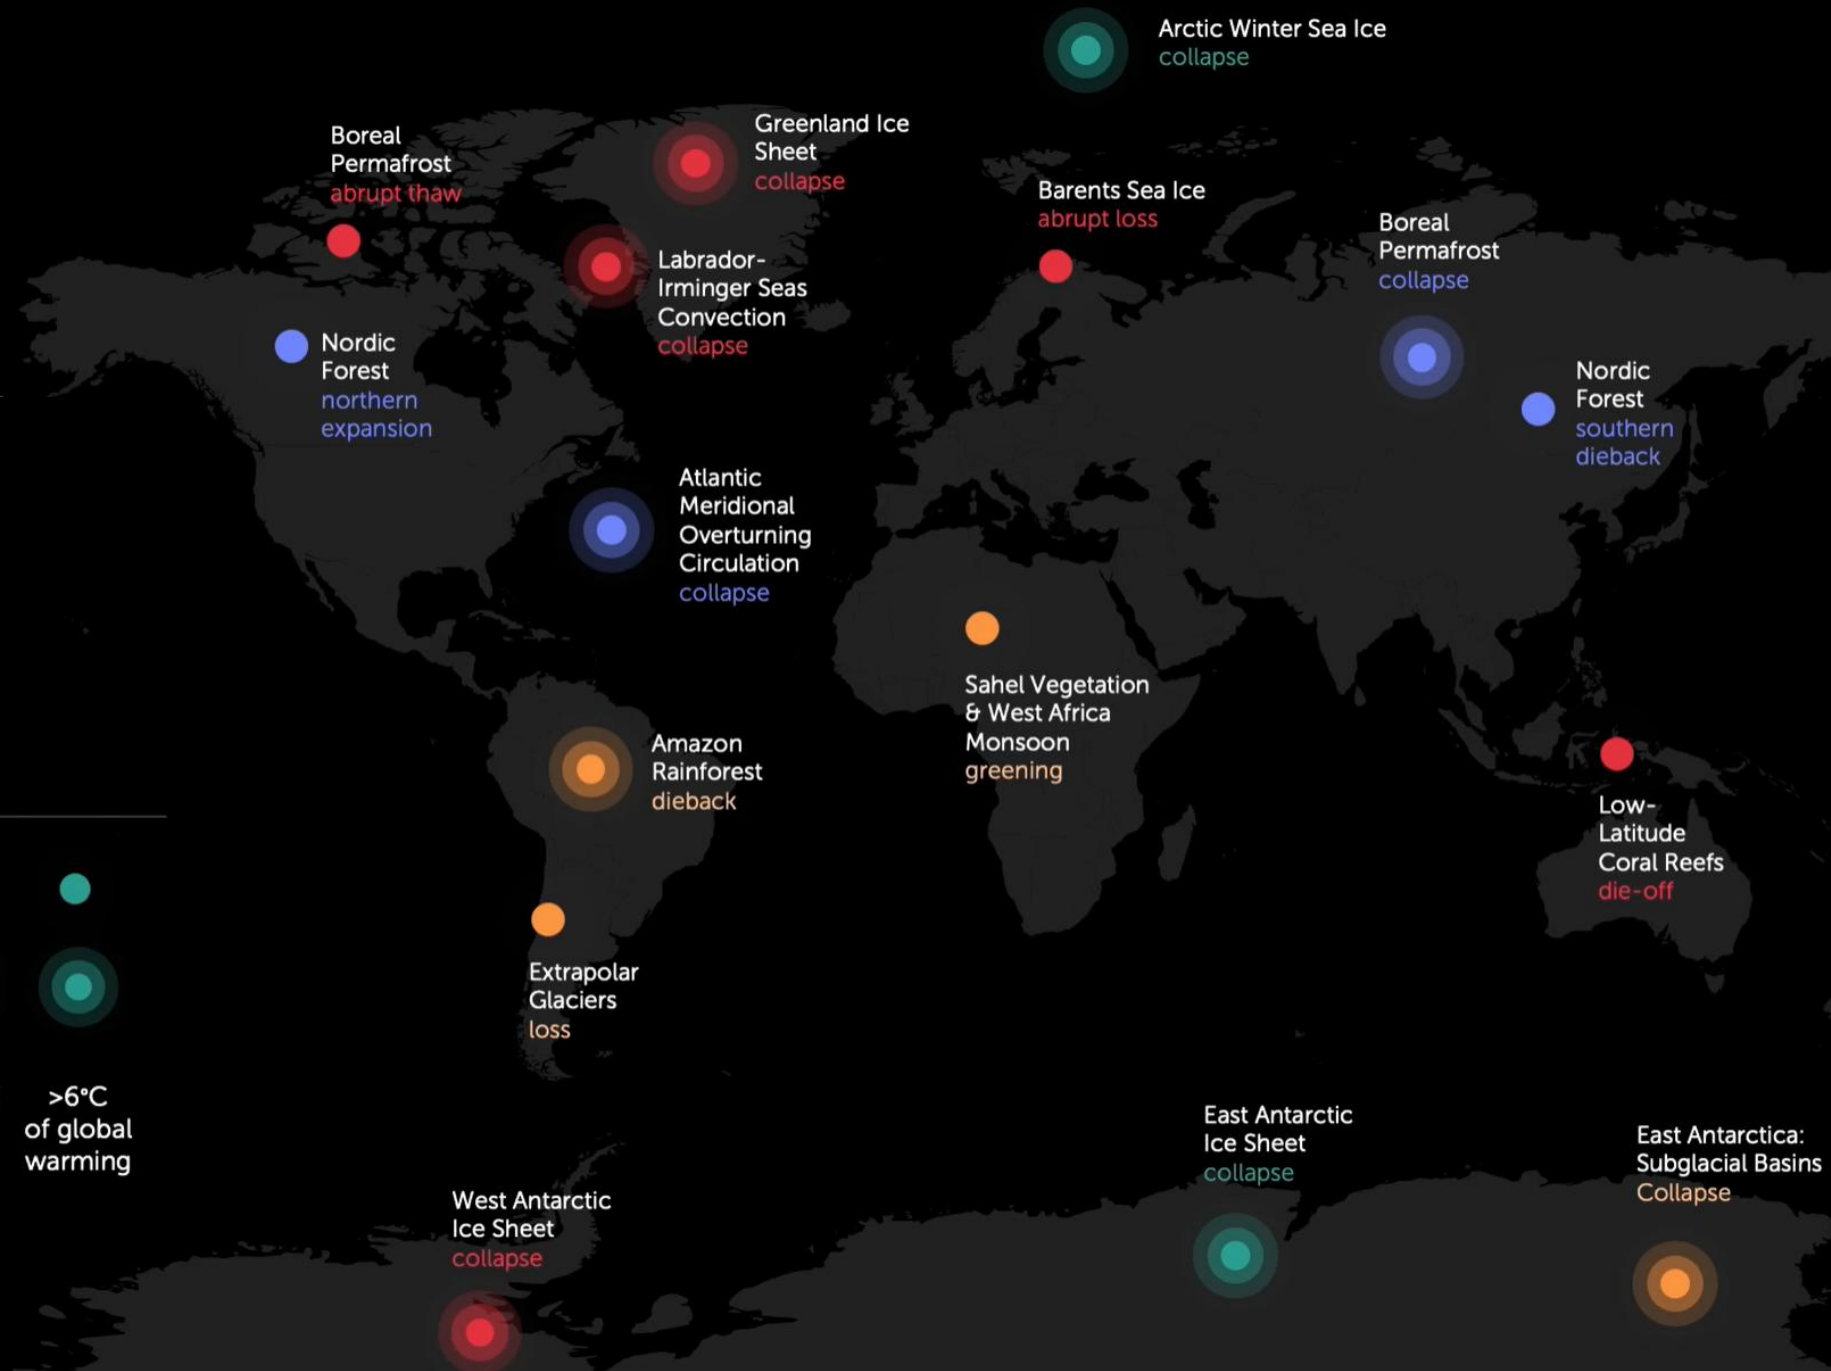 Arctic Winter Sea Ice
collapse
Greenland Ice
Sheet
collapse
Boreal
Permafrost
abrupt thaw
Barents Sea Ice
abrupt loss
Boreal
Permafrost
collapse
Labrador-
Irminger Seas
Convection
collapse
Nordic
Forest
northern
expansion
Nordic
Forest
southern
dieback
Atlantic
Meridional
Overturning
Circulation
collapse
Sahel Vegetation
& West Africa
Monsoon
greening
Amazon
Rainforest
dieback
Low-
Latitude
Coral Reefs
die-off
Extrapolar
Glaciers
loss
>6°C
of global
warming
East Antarctic
Ice Sheet
collapse
East Antarctica:
Subglacial Basins
Collapse
West Antarctic
Ice Sheet
collapse